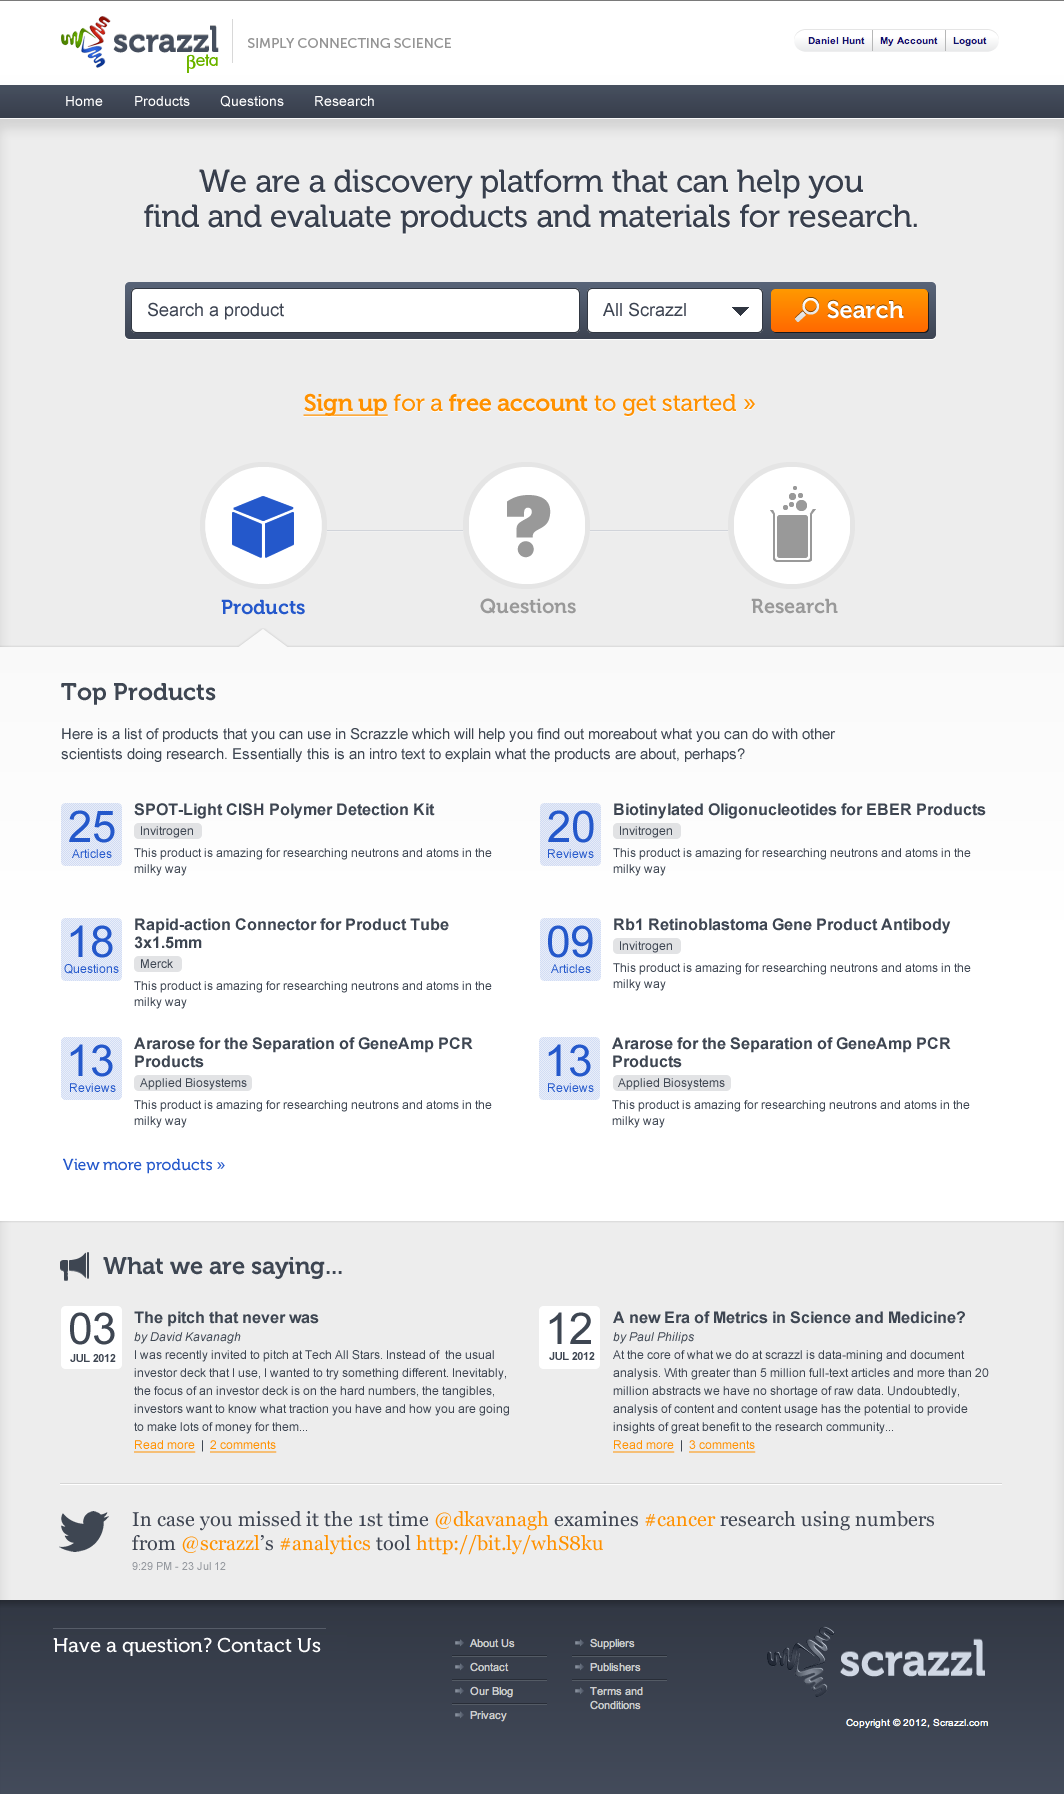 scrazzl
Beta
SIMPLY CONNECTING SCIENCE
Daniel Hunt
My Account
Logout
Home
Products
Questions
Research
We are a discovery platform that can help you
find and evaluate products and materials for research.
Search a product
All Scrazzl
Search
Sign up for a free account to get started »
Products
Questions
Research
Top Products
Here is a list of products that you can use in Scrazzle which will help you find out moreabout what you can do with other
scientists doing research. Essentially this is an intro text to explain what the products are about, perhaps?
25
Articles
SPOT-Light CISH Polymer Detection Kit
Invitrogen
This product is amazing for researching neutrons and atoms in the
milky way
20
Reviews
Biotinylated Oligonucleotides for EBER Products
Invitrogen
This product is amazing for researching neutrons and atoms in the
milky way
18
Questions
Rapid-action Connector for Product Tube
3x1.5mm
Merck
This product is amazing for researching neutrons and atoms in the
milky way
09
Articles
Rb1 Retinoblastoma Gene Product Antibody
Invitrogen
This product is amazing for researching neutrons and atoms in the
milky way
13
Reviews
Ararose for the Separation of GeneAmp PCR
Products
Applied Biosystems
This product is amazing for researching neutrons and atoms in the
milky way
13
Reviews
Ararose for the Separation of GeneAmp PCR
Products
Applied Biosystems
This product is amazing for researching neutrons and atoms in the
milky way
View more products »
What we are saying...
03
JUL 2012
The pitch that never was
by David Kavanagh
I was recently invited to pitch at Tech All Stars. Instead of  the usual
investor deck that I use, I wanted to try something different. Inevitably,
the focus of an investor deck is on the hard numbers, the tangibles,
investors want to know what traction you have and how you are going
to make lots of money for them...
Read more | 2 comments
12
JUL 2012
A new Era of Metrics in Science and Medicine?
by Paul Philips
At the core of what we do at scrazzl is data-mining and document
analysis. With greater than 5 million full-text articles and more than 20
million abstracts we have no shortage of raw data. Undoubtedly,
analysis of content and content usage has the potential to provide
insights of great benefit to the research community...
Read more | 3 comments
In case you missed it the 1st time @dkavanagh examines #cancer research using numbers
from @scrazzl's #analytics tool http://bit.ly/whS8ku
9:29 PM - 23 Jul 12
Have a question? Contact Us
About Us
Contact
Our Blog
Privacy
Suppliers
Publishers
Terms and
Conditions
scrazzl
Copyright © 2012, Scrazzl.com